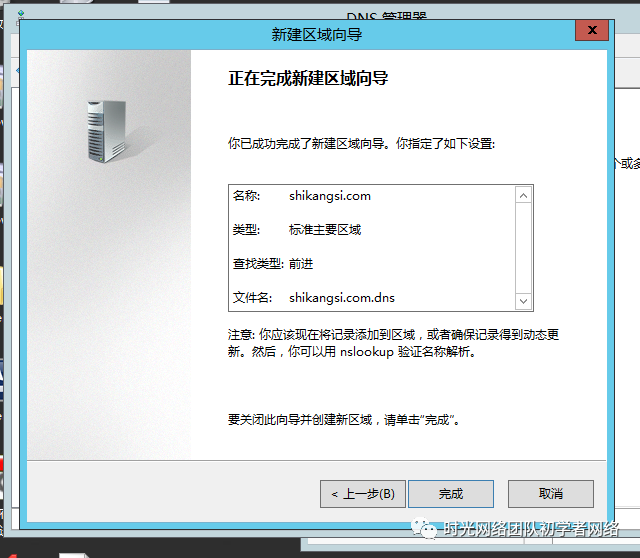 DNS 管理器
新建区域向导
正在完成新建区域向导
你已成功完成了新建区域向导。你指定了如下设置:
名称: shikangsi.com
类型: 标准主要区域
查找类型: 前进
文件名: shikangsi.com.dns
注意: 你应该现在将记录添加到区域，或者确保记录得到动态更
新。然后，你可以用 nslookup 验证名称解析。
要关闭此向导并创建新区域，请单击“完成”。
< 上一步(B) 完成 取消
时光网络团队初学者网络